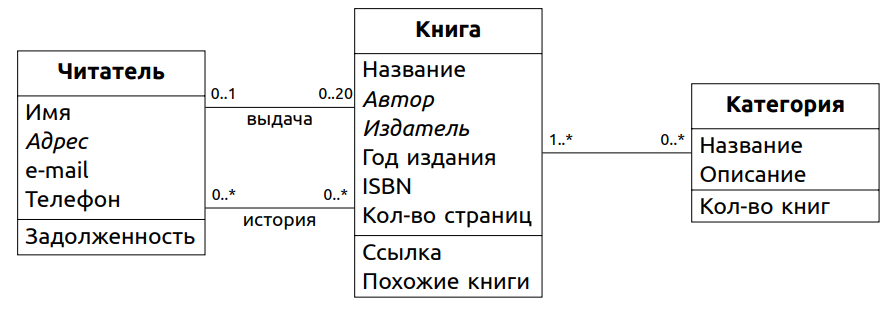 Читатель
Имя
Адрес
e-mail
Телефон
Задолженность
0..1
0..20
выдача
0..*
0..*
история
Книга
Название
Автор
Издатель
Год издания
ISBN
Кол-во страниц
Ссылка
Похожие книги
1..*
0..*
Категория
Название
Описание
Кол-во книг